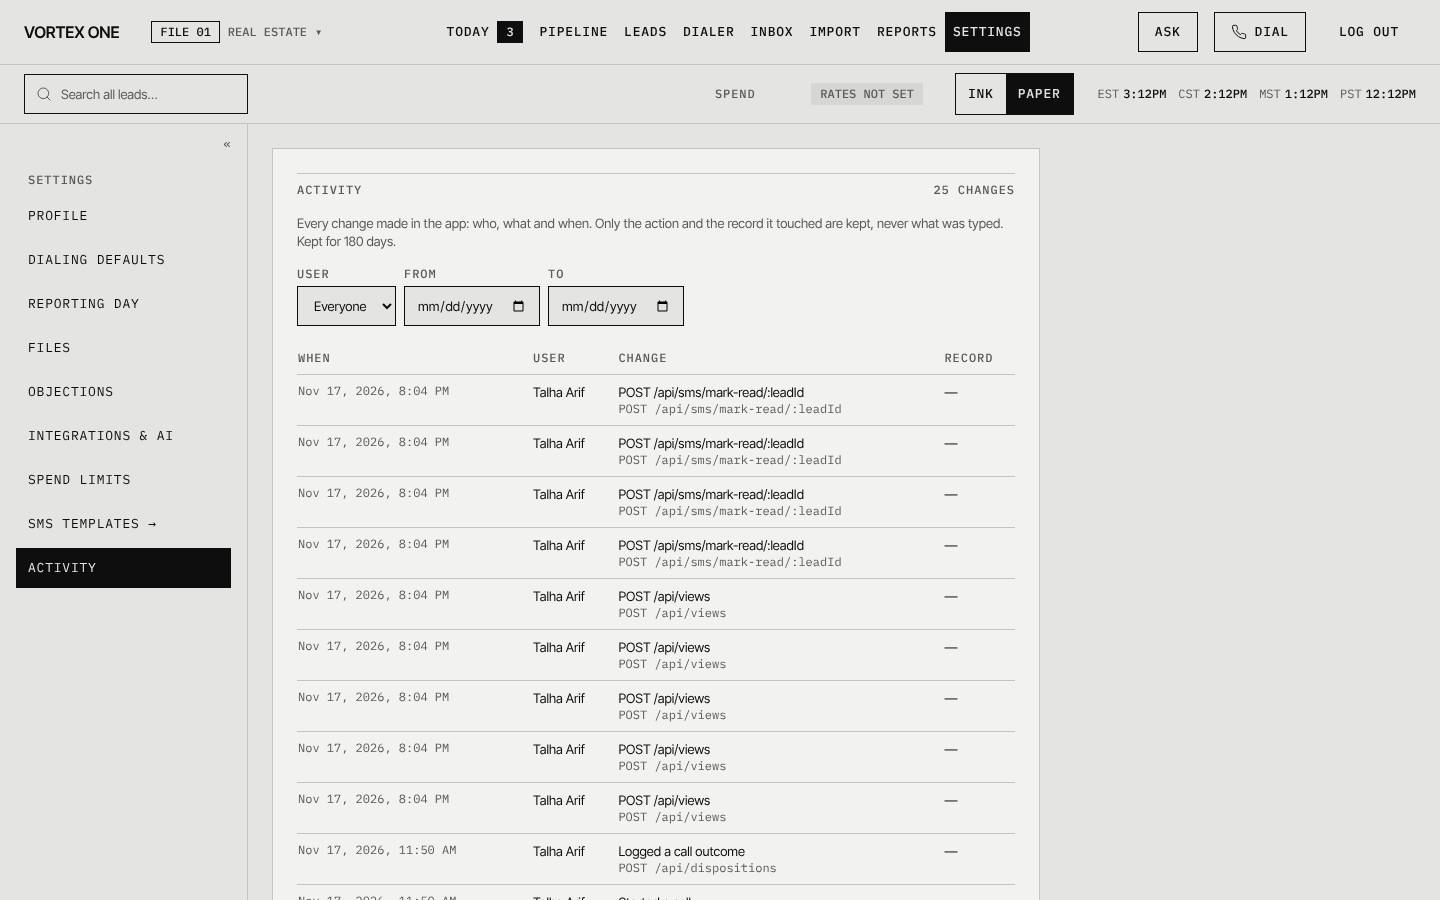 VORTEX ONE FILE 01 REAL ESTATE ▾ TODAY 3 PIPELINE LEADS DIALER INBOX IMPORT REPORTS SETTINGS ASK DIAL LOG OUT
Search all leads... SPEND RATES NOT SET INK PAPER EST 3:12PM CST 2:12PM MST 1:12PM PST 12:12PM
«
SETTINGS
PROFILE
DIALING DEFAULTS
REPORTING DAY
FILES
OBJECTIONS
INTEGRATIONS & AI
SPEND LIMITS
SMS TEMPLATES →
ACTIVITY
ACTIVITY 25 CHANGES
Every change made in the app: who, what and when. Only the action and the record it touched are kept, never what was typed.
Kept for 180 days.
USER FROM TO
Everyone mm/dd/yyyy mm/dd/yyyy
WHEN USER CHANGE RECORD
Nov 17, 2026, 8:04 PM Talha Arif POST /api/sms/mark-read/:leadId —
POST /api/sms/mark-read/:leadId
Nov 17, 2026, 8:04 PM Talha Arif POST /api/sms/mark-read/:leadId —
POST /api/sms/mark-read/:leadId
Nov 17, 2026, 8:04 PM Talha Arif POST /api/sms/mark-read/:leadId —
POST /api/sms/mark-read/:leadId
Nov 17, 2026, 8:04 PM Talha Arif POST /api/sms/mark-read/:leadId —
POST /api/sms/mark-read/:leadId
Nov 17, 2026, 8:04 PM Talha Arif POST /api/views —
POST /api/views
Nov 17, 2026, 8:04 PM Talha Arif POST /api/views —
POST /api/views
Nov 17, 2026, 8:04 PM Talha Arif POST /api/views —
POST /api/views
Nov 17, 2026, 8:04 PM Talha Arif POST /api/views —
POST /api/views
Nov 17, 2026, 8:04 PM Talha Arif POST /api/views —
POST /api/views
Nov 17, 2026, 11:50 AM Talha Arif Logged a call outcome —
POST /api/dispositions